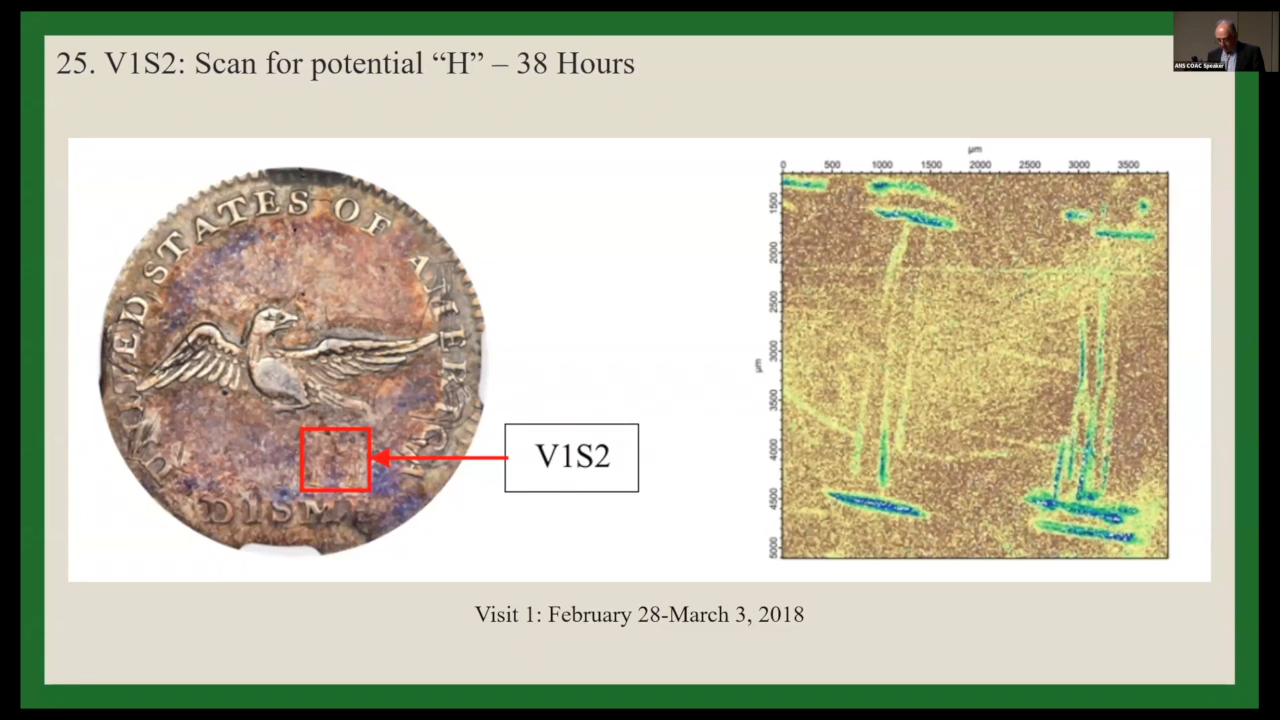 25. V1S2: Scan for potential “H” – 38 Hours
ANS COAC Speaker
UNITED STATES OF AMERICA
DISME
V1S2
µm
0 500 1000 1500 2000 2500 3000 3500
µm
1500
2000
2500
3000
3500
4000
4500
5000
Visit 1: February 28-March 3, 2018